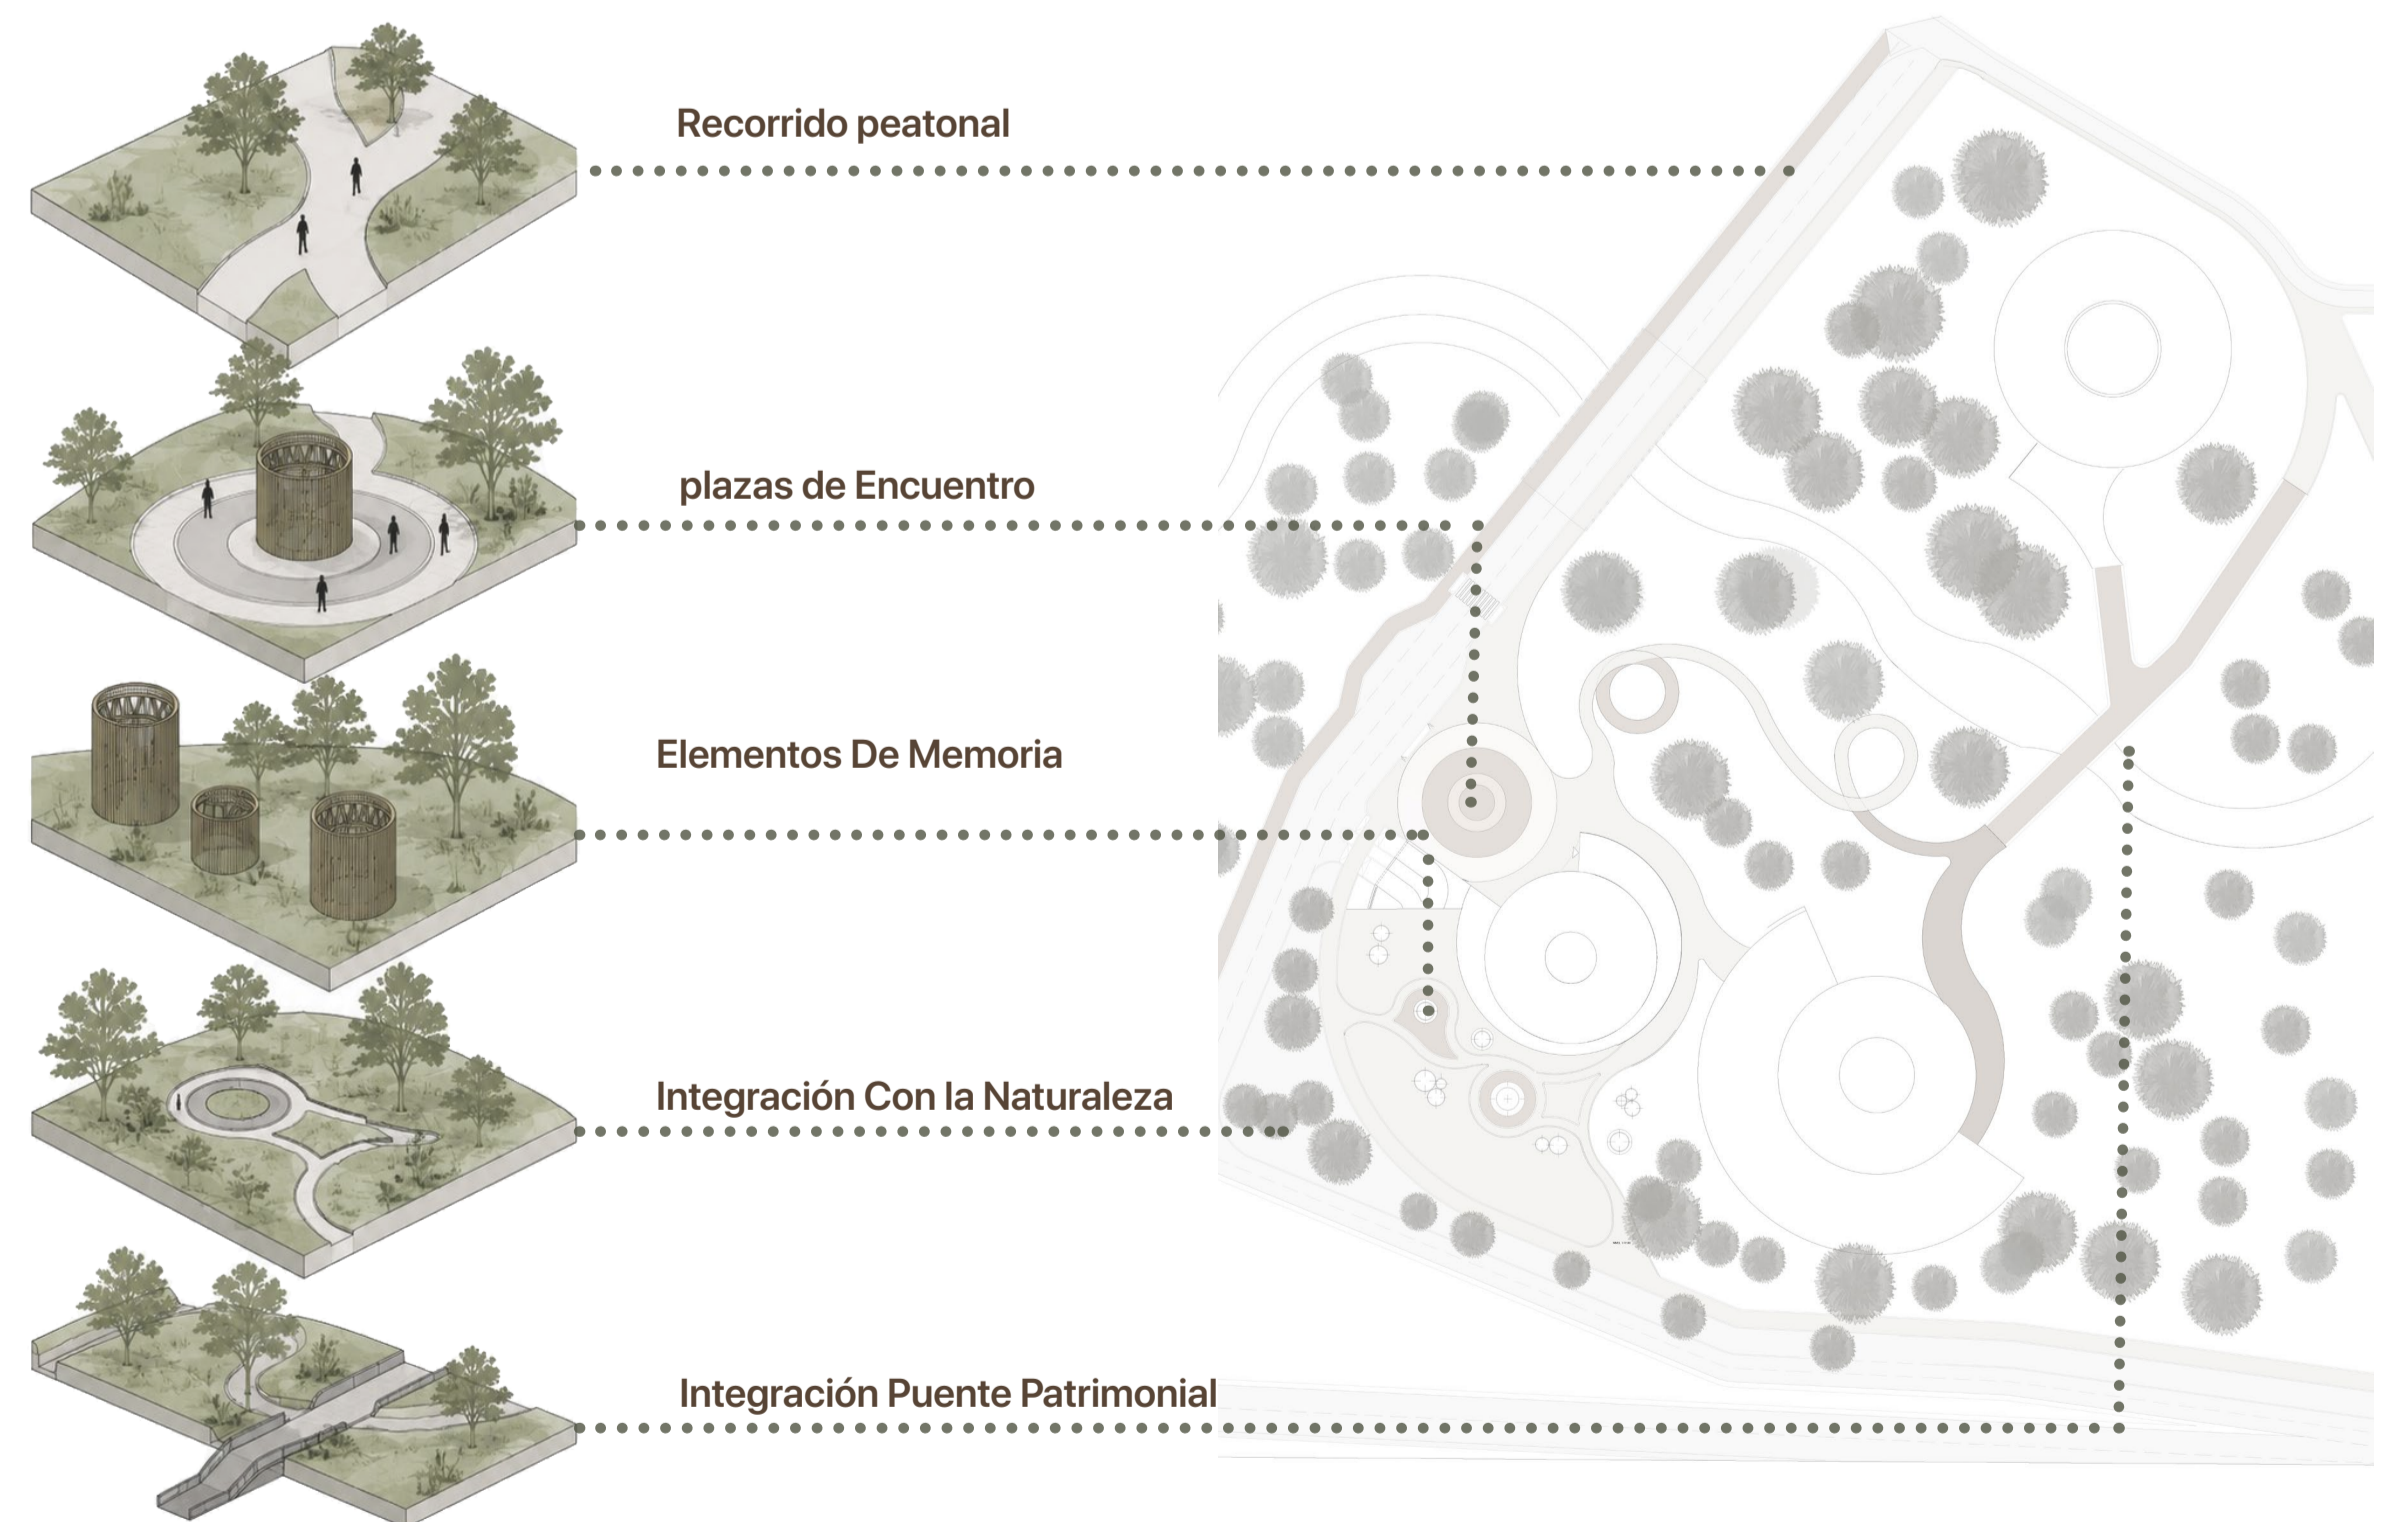 Recorrido peatonal
plazas de Encuentro
Elementos De Memoria
Integración Con la Naturaleza
Integración Puente Patrimonial